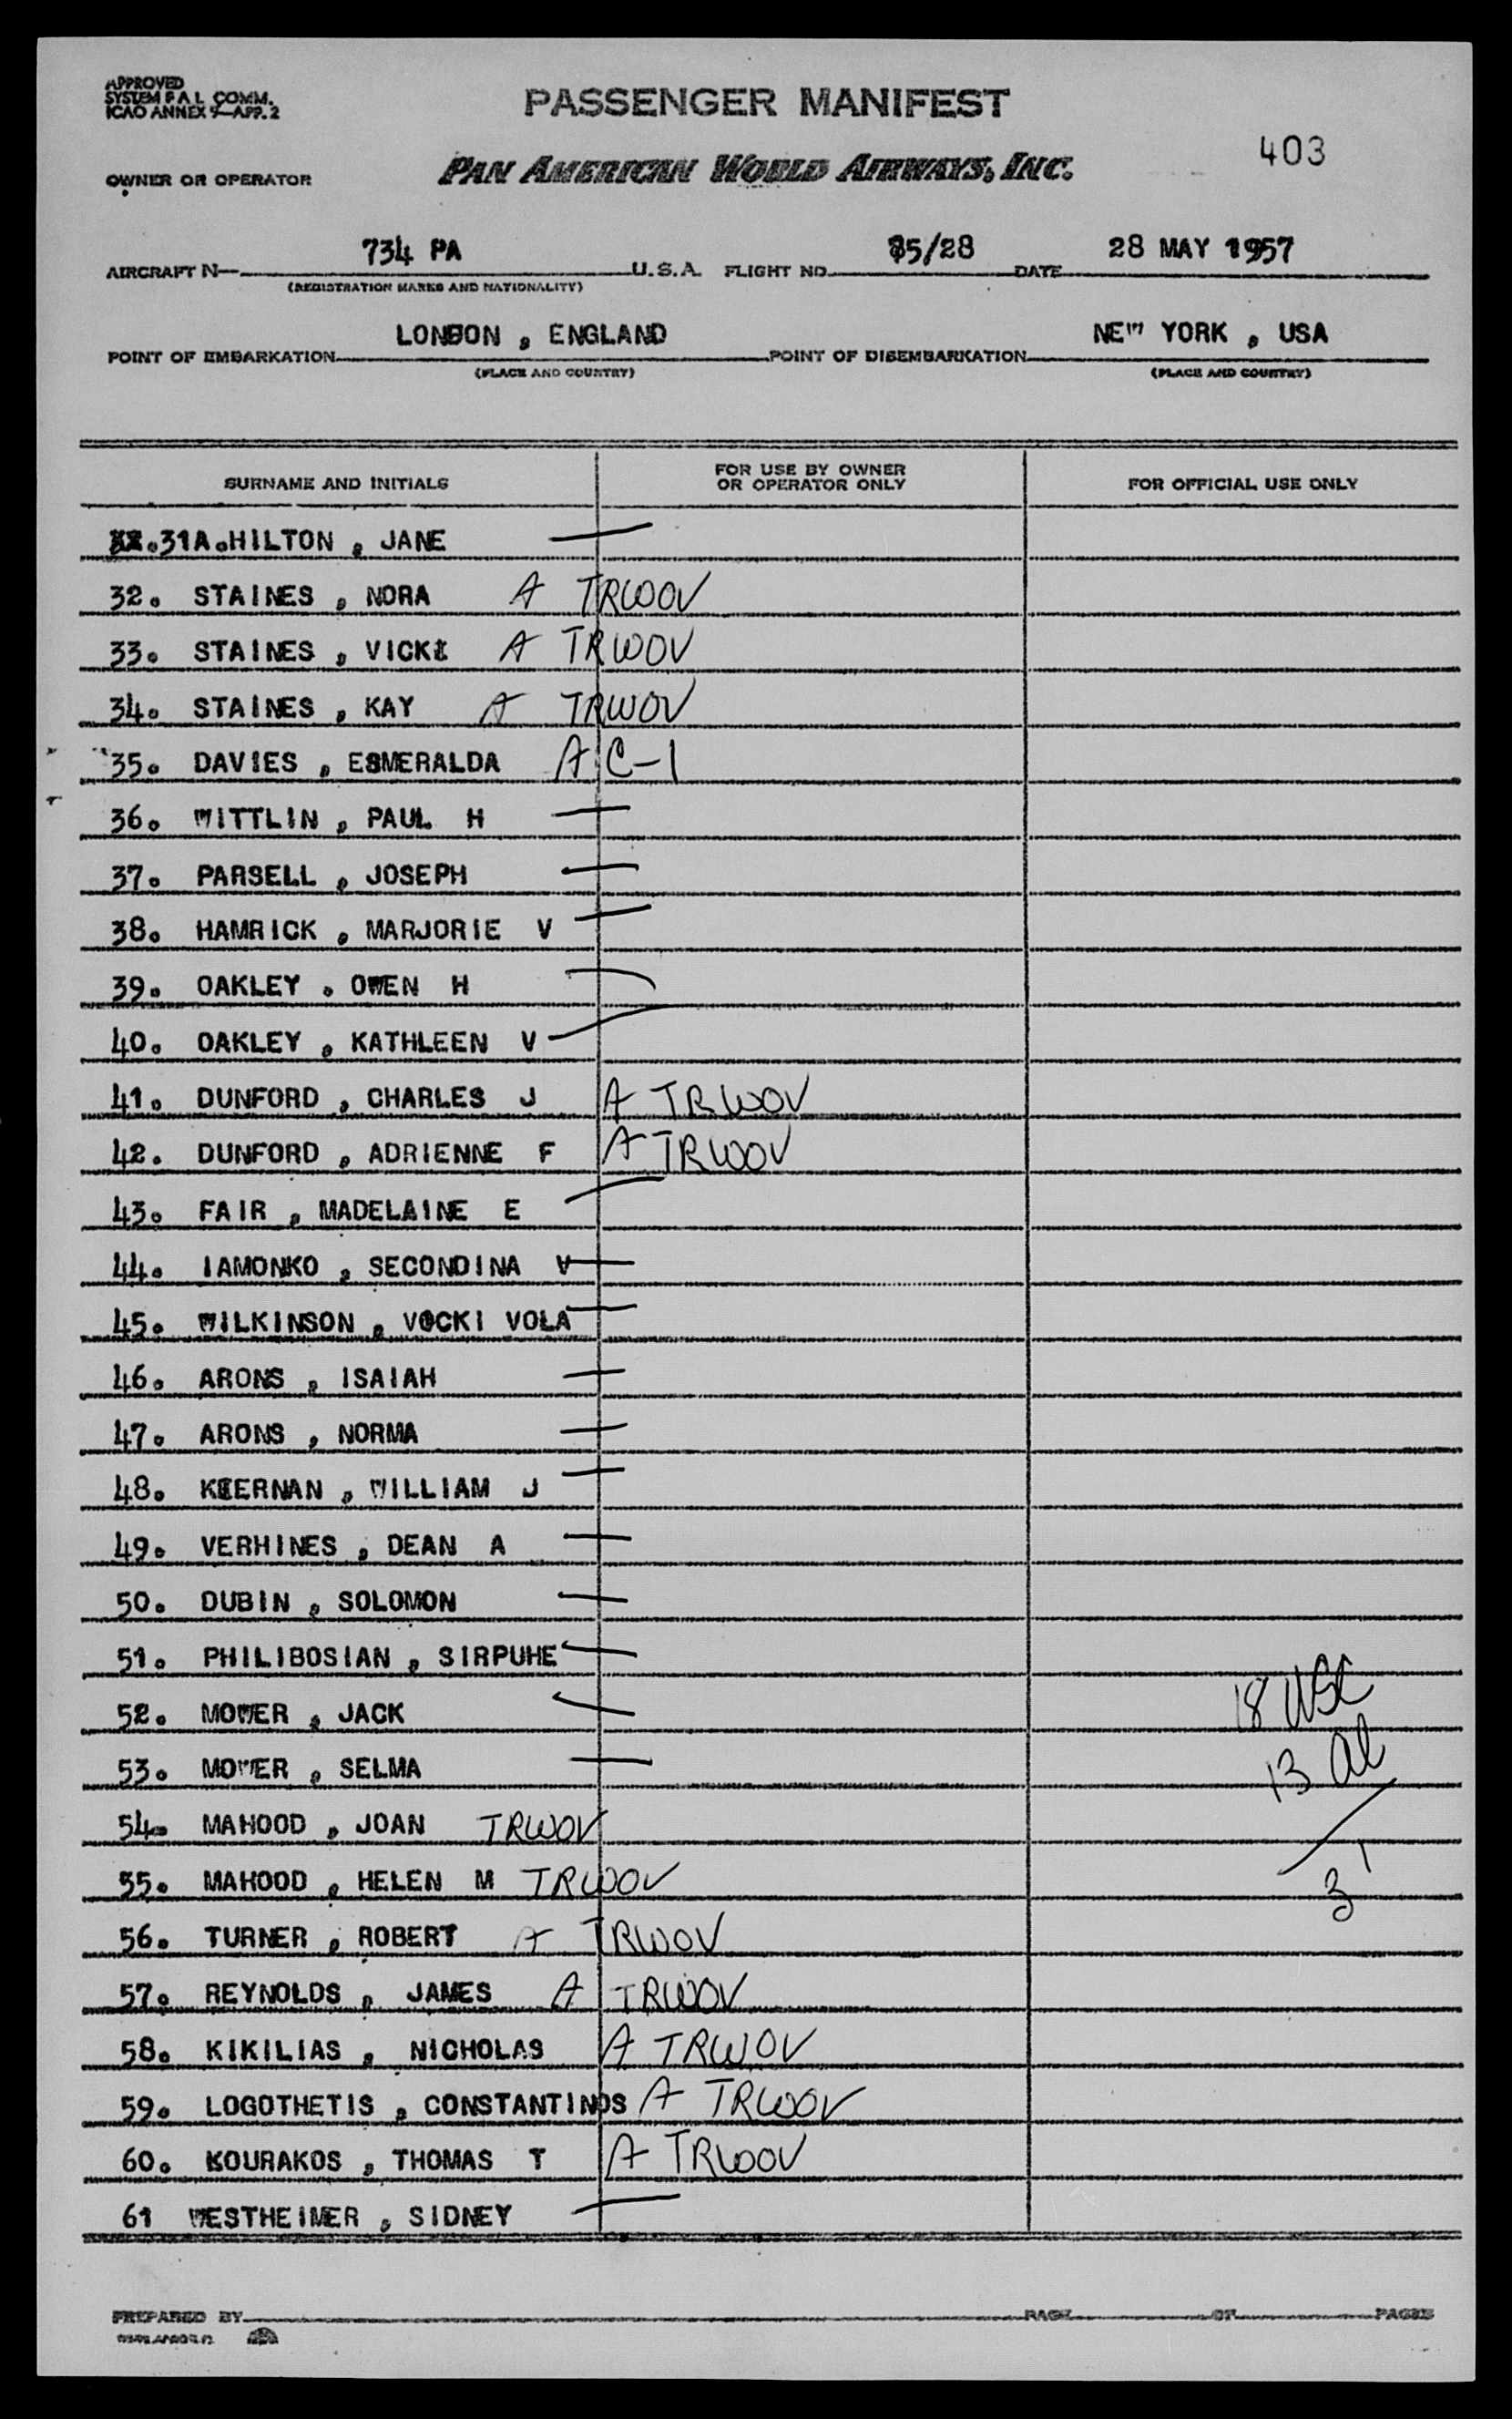 APPROVED
SYSTEM F A L COMM.
ICAO ANNEX 9—APP. 2
PASSENGER MANIFEST
403
OWNER OR OPERATOR
PAN AMERICAN WORLD AIRWAYS, INC.
AIRCRAFT N— 734 PA U.S.A. FLIGHT NO. 85/28 DATE 28 MAY 1957
(REGISTRATION MARKS AND NATIONALITY)
POINT OF EMBARKATION LONDON , ENGLAND POINT OF DISEMBARKATION NEW YORK , USA
(PLACE AND COUNTRY) (PLACE AND COUNTRY)
SURNAME AND INITIALS
FOR USE BY OWNER
OR OPERATOR ONLY
FOR OFFICIAL USE ONLY
31A. HILTON , JANE —
32. STAINES , NORA A TRWOV
33. STAINES , VICKI A TRWOV
34. STAINES , KAY A TRWOV
35. DAVIES , ESMERALDA A C-1
36. WITTLIN , PAUL H —
37. PARSELL , JOSEPH —
38. HAMRICK , MARJORIE V —
39. OAKLEY , OWEN H —
40. OAKLEY , KATHLEEN V —
41. DUNFORD , CHARLES J A TRWOV
42. DUNFORD , ADRIENNE F A TRWOV
43. FAIR , MADELAINE E —
44. IAMONKO , SECONDINA V —
45. WILKINSON , VOCKI VOLA —
46. ARONS , ISAIAH —
47. ARONS , NORMA —
48. KEERNAN , WILLIAM J —
49. VERHINES , DEAN A —
50. DUBIN , SOLOMON —
51. PHILIBOSIAN , SIRPUHE —
52. MOWER , JACK — 18 USC
53. MOWER , SELMA — 13 al
54. MAHOOD , JOAN TRWOV
55. MAHOOD , HELEN M TRWOV 31
56. TURNER , ROBERT A TRWOV
57. REYNOLDS , JAMES A TRWOV
58. KIKILIAS , NICHOLAS A TRWOV
59. LOGOTHETIS , CONSTANTINOS A TRWOV
60. KOURAKOS , THOMAS T A TRWOV
61 WESTHEIMER , SIDNEY —
PREPARED BY PAGE OF PAGES